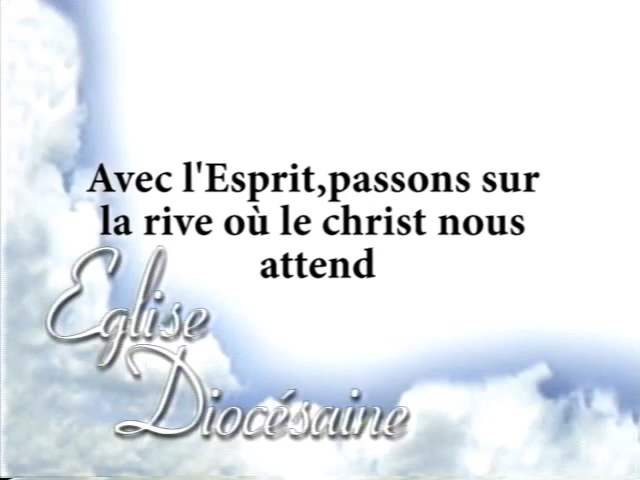 Avec l'Esprit,passons sur
la rive où le christ nous
attend
Eglise
Diocésaine